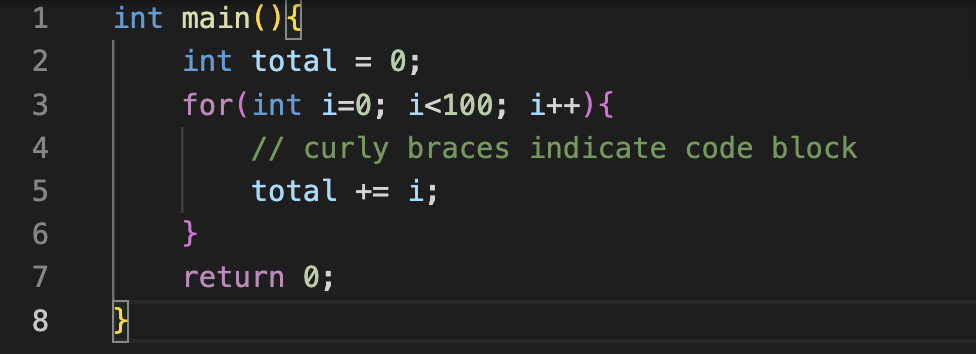 1 int main(){
2     int total = 0;
3     for(int i=0; i<100; i++){
4         // curly braces indicate code block
5         total += i;
6     }
7     return 0;
8 }